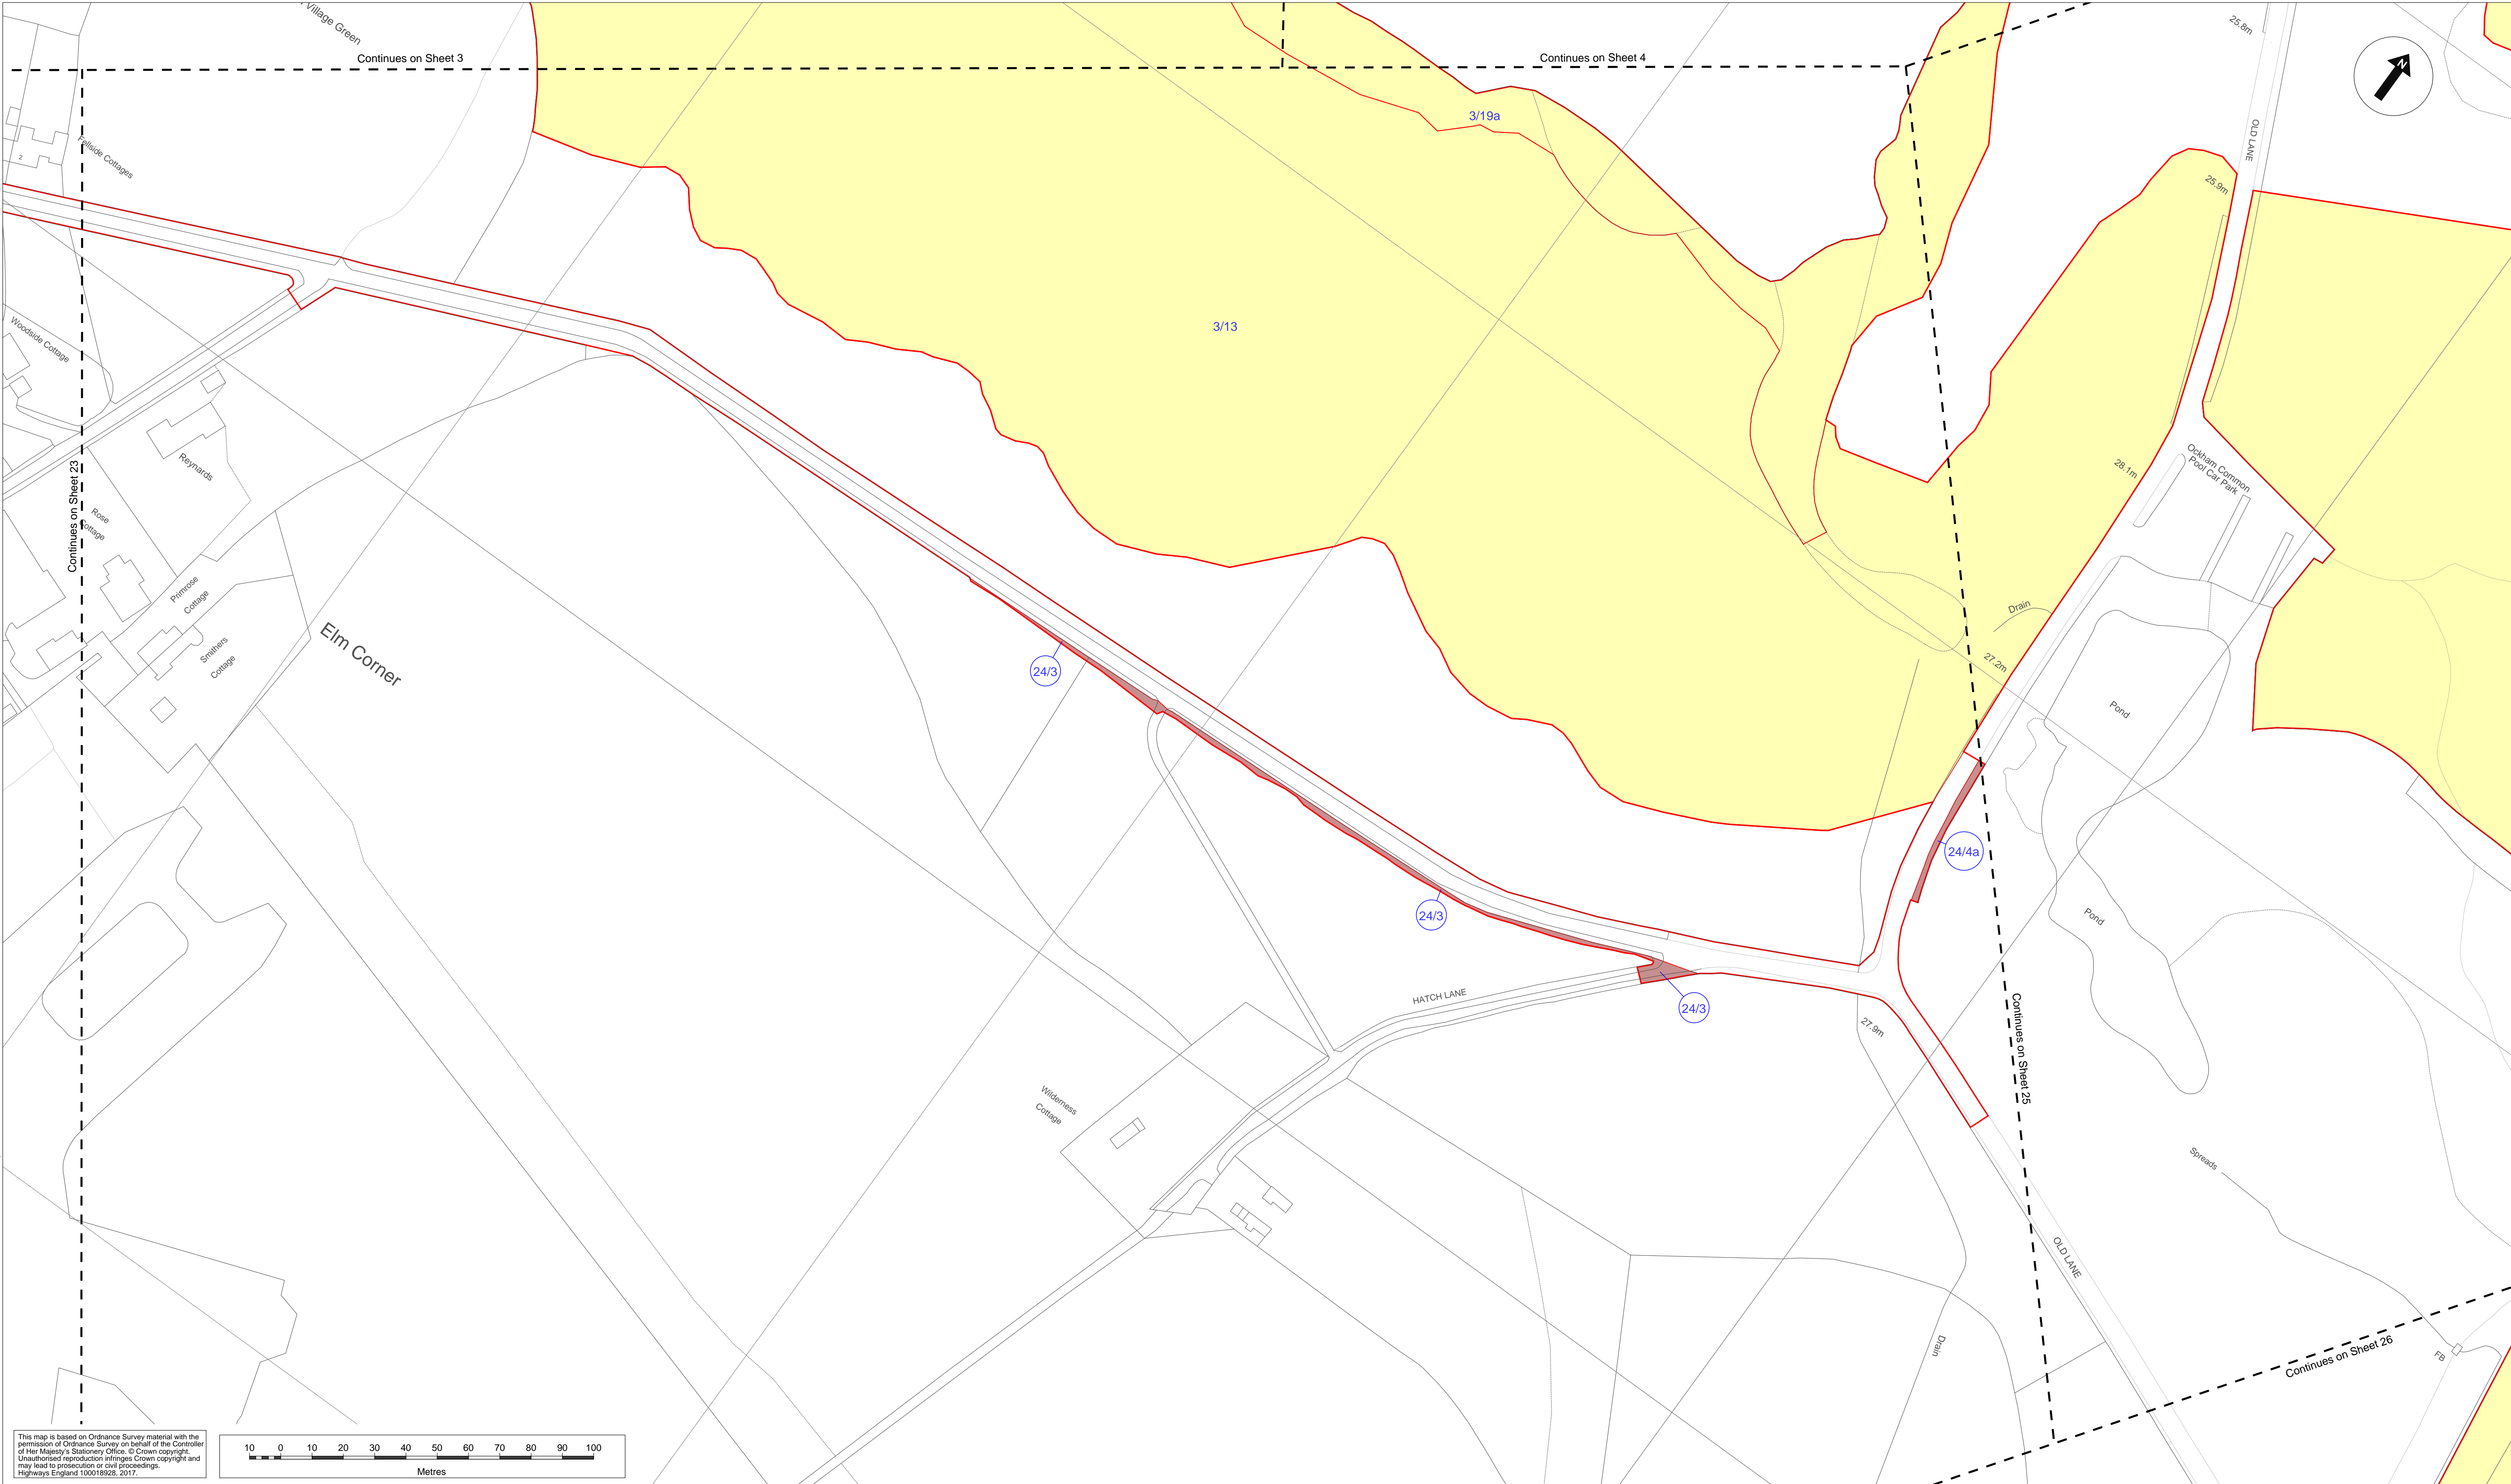 Village Green
Continues on Sheet 3
Continues on Sheet 4
25.8m
N
3/19a
OLD LANE
2
Fellside Cottages
25.9m
3/13
Woodside Cottage
Reynards
Continues on Sheet 23
Rose
Cottage
Primrose
Cottage
Smithers
Cottage
Elm Corner
28.1m
Ockham Common
Pool Car Park
Drain
27.2m
24/3
Pond
24/4a
24/3
Pond
HATCH LANE
24/3
27.9m
Continues on Sheet 25
Wilderness
Cottage
Spreads
OLD LANE
Drain
Continues on Sheet 26
FB
This map is based on Ordnance Survey material with the
permission of Ordnance Survey on behalf of the Controller
of Her Majesty's Stationery Office. © Crown copyright.
Unauthorised reproduction infringes Crown copyright and
may lead to prosecution or civil proceedings.
Highways England 100018928, 2017.
10 0 10 20 30 40 50 60 70 80 90 100
Metres